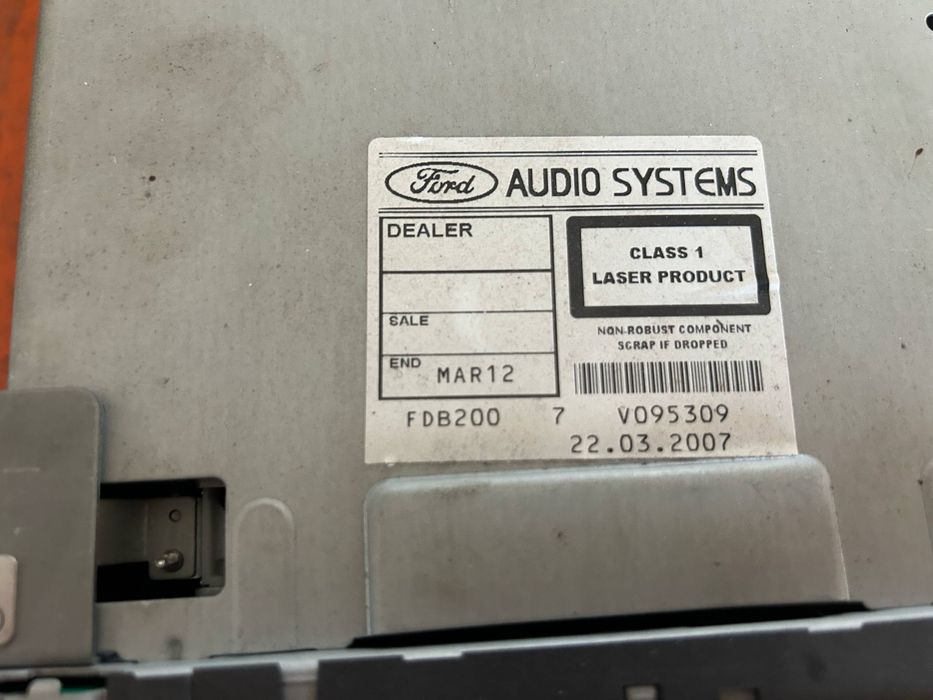 Ford AUDIO SYSTEMS
DEALER
SALE
END MAR12
CLASS 1
LASER PRODUCT
NON-ROBUST COMPONENT
SCRAP IF DROPPED
FDB200 7 V095309
22.03.2007